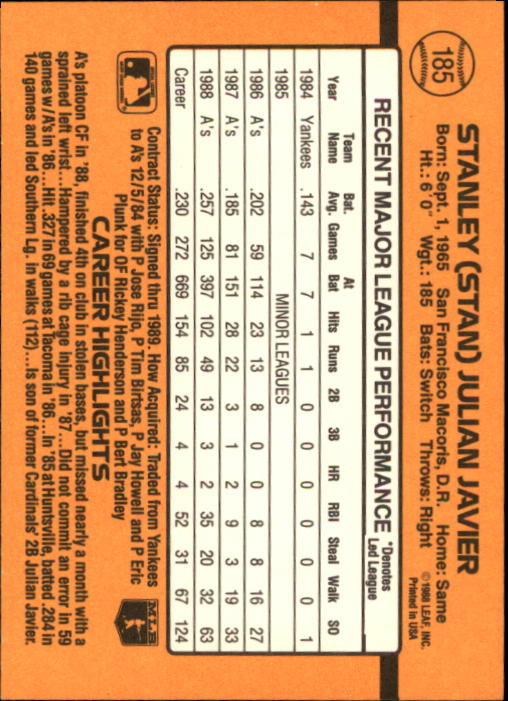 185
STANLEY (STAN) JULIAN JAVIER
Born: Sept. 1, 1965 San Francisco Macoris, D.R. Home: Same
Ht.: 6'0" Wgt.: 185 Bats: Switch Throws: Right
©1988 LEAF, INC.
Printed in USA
RECENT MAJOR LEAGUE PERFORMANCE *Denotes Led League
Year Team Name Bat. Avg. Games At Bat Hits Runs 2B 3B HR RBI Steal Walk SO
1984 Yankees .143 7 7 1 1 0 0 0 0 0 0 1
1985 MINOR LEAGUES
1986 A's .202 59 114 23 13 8 0 0 8 8 16 27
1987 A's .185 81 151 28 22 3 1 2 9 3 19 33
1988 A's .257 125 397 102 49 13 3 2 35 20 32 63
Career .230 272 669 154 85 24 4 4 52 31 67 124
Contract Status: Signed thru 1989. How Acquired: Traded from Yankees
to A's 12/5/84 with P Jose Rijo, P Tim Birtsas, P Jay Howell and P Eric
Plunk for OF Rickey Henderson and P Bert Bradley
MLB
CAREER HIGHLIGHTS
A's platoon CF in '88, finished 4th on club in stolen bases, but missed nearly a month with a
sprained left wrist...Hampered by a rib cage injury in '87...Did not commit an error in 59
games w/A's in '86...Hit .327 in 69 games at Tacoma in '86...In '85 at Huntsville, batted .284 in
140 games and led Southern Lg. in walks (112)...Is son of former Cardinals' 2B Julian Javier.